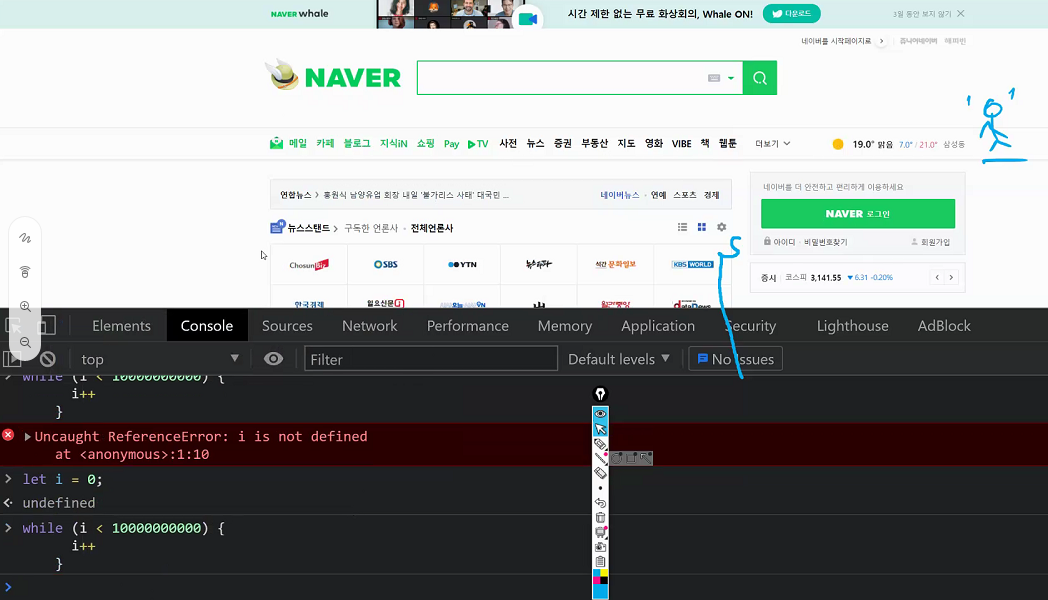 NAVER whale
시간 제한 없는 무료 화상회의, Whale ON!
다운로드
3일 동안 보지 않기
네이버를 시작페이지로
쥬니어네이버 해피빈
NAVER
메일 카페 블로그 지식iN 쇼핑 Pay TV 사전 뉴스 증권 부동산 지도 영화 VIBE 책 웹툰 더보기
19.0° 맑음 7.0° / 21.0° 삼성동
연합뉴스 > 홍원식 남양유업 회장 내일 '불가리스 사태' 대국민 ...
네이버뉴스 연예 스포츠 경제
네이버를 더 안전하고 편리하게 이용하세요
NAVER 로그인
아이디 · 비밀번호찾기 회원가입
뉴스스탠드 > 구독한 언론사 · 전체언론사
ChosunBiz SBS YTN 뉴스타파 석간 문화일보 KBS WORLD
증시 코스피 3,141.55 ▼6.31 -0.20%
한국경제 일요신문 월간중앙 dataNews
Elements Console Sources Network Performance Memory Application Security Lighthouse AdBlock
top Filter Default levels No Issues
while (i < 10000000000) {
i++
}
Uncaught ReferenceError: i is not defined
at <anonymous>:1:10
let i = 0;
undefined
while (i < 10000000000) {
i++
}